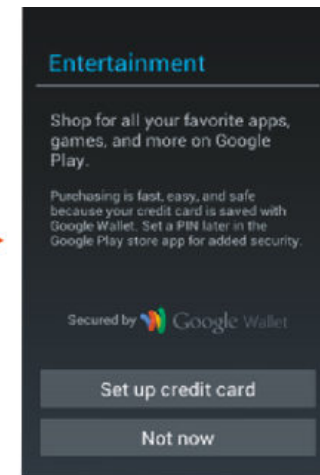 Entertainment
Shop for all your favorite apps,
games, and more on Google
Play.
Purchasing is fast, easy, and safe
because your credit card is saved with
Google Wallet. Set a PIN later in the
Google Play store app for added security.
Secured by Google Wallet
Set up credit card
Not now